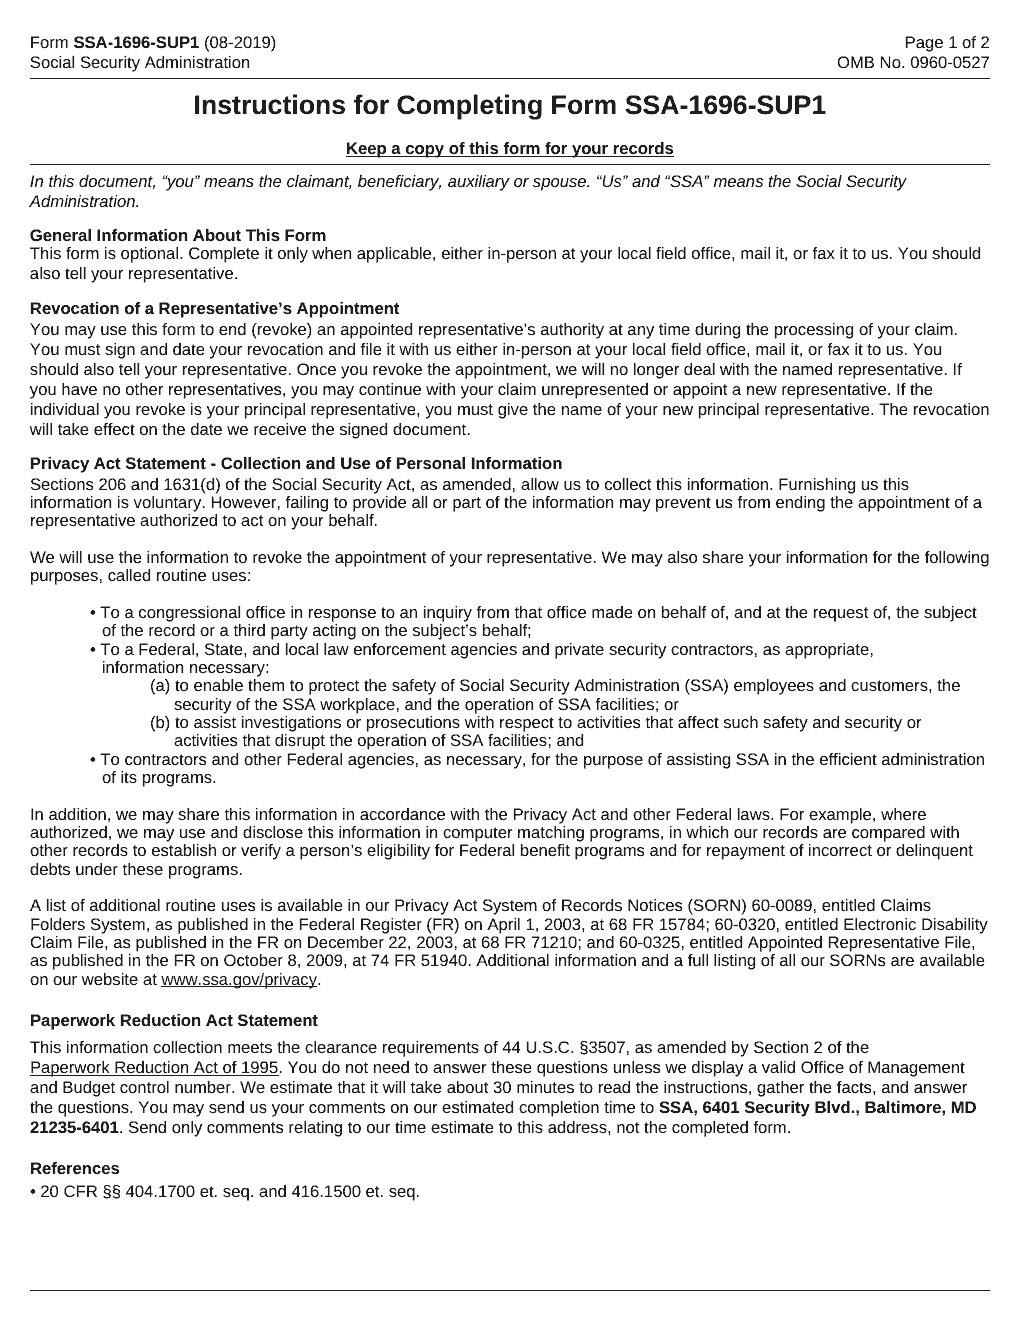 Form SSA-1696-SUP1 (08-2019)
Page 1 of 2
Social Security Administration
OMB No. 0960-0527
Instructions for Completing Form SSA-1696-SUP1
Keep a copy of this form for your records
In this document, “you” means the claimant, beneficiary, auxiliary or spouse. “Us” and “SSA” means the Social Security
Administration.
General Information About This Form
This form is optional. Complete it only when applicable, either in-person at your local field office, mail it, or fax it to us. You should
also tell your representative.
Revocation of a Representative’s Appointment
You may use this form to end (revoke) an appointed representative’s authority at any time during the processing of your claim.
You must sign and date your revocation and file it with us either in-person at your local field office, mail it, or fax it to us. You
should also tell your representative. Once you revoke the appointment, we will no longer deal with the named representative. If
you have no other representatives, you may continue with your claim unrepresented or appoint a new representative. If the
individual you revoke is your principal representative, you must give the name of your new principal representative. The revocation
will take effect on the date we receive the signed document.
Privacy Act Statement - Collection and Use of Personal Information
Sections 206 and 1631(d) of the Social Security Act, as amended, allow us to collect this information. Furnishing us this
information is voluntary. However, failing to provide all or part of the information may prevent us from ending the appointment of a
representative authorized to act on your behalf.
We will use the information to revoke the appointment of your representative. We may also share your information for the following
purposes, called routine uses:
• To a congressional office in response to an inquiry from that office made on behalf of, and at the request of, the subject
of the record or a third party acting on the subject’s behalf;
• To a Federal, State, and local law enforcement agencies and private security contractors, as appropriate,
information necessary:
(a) to enable them to protect the safety of Social Security Administration (SSA) employees and customers, the
security of the SSA workplace, and the operation of SSA facilities; or
(b) to assist investigations or prosecutions with respect to activities that affect such safety and security or
activities that disrupt the operation of SSA facilities; and
• To contractors and other Federal agencies, as necessary, for the purpose of assisting SSA in the efficient administration
of its programs.
In addition, we may share this information in accordance with the Privacy Act and other Federal laws. For example, where
authorized, we may use and disclose this information in computer matching programs, in which our records are compared with
other records to establish or verify a person’s eligibility for Federal benefit programs and for repayment of incorrect or delinquent
debts under these programs.
A list of additional routine uses is available in our Privacy Act System of Records Notices (SORN) 60-0089, entitled Claims
Folders System, as published in the Federal Register (FR) on April 1, 2003, at 68 FR 15784; 60-0320, entitled Electronic Disability
Claim File, as published in the FR on December 22, 2003, at 68 FR 71210; and 60-0325, entitled Appointed Representative File,
as published in the FR on October 8, 2009, at 74 FR 51940. Additional information and a full listing of all our SORNs are available
on our website at www.ssa.gov/privacy.
Paperwork Reduction Act Statement
This information collection meets the clearance requirements of 44 U.S.C. §3507, as amended by Section 2 of the
Paperwork Reduction Act of 1995. You do not need to answer these questions unless we display a valid Office of Management
and Budget control number. We estimate that it will take about 30 minutes to read the instructions, gather the facts, and answer
the questions. You may send us your comments on our estimated completion time to SSA, 6401 Security Blvd., Baltimore, MD
21235-6401. Send only comments relating to our time estimate to this address, not the completed form.
References
• 20 CFR §§ 404.1700 et. seq. and 416.1500 et. seq.